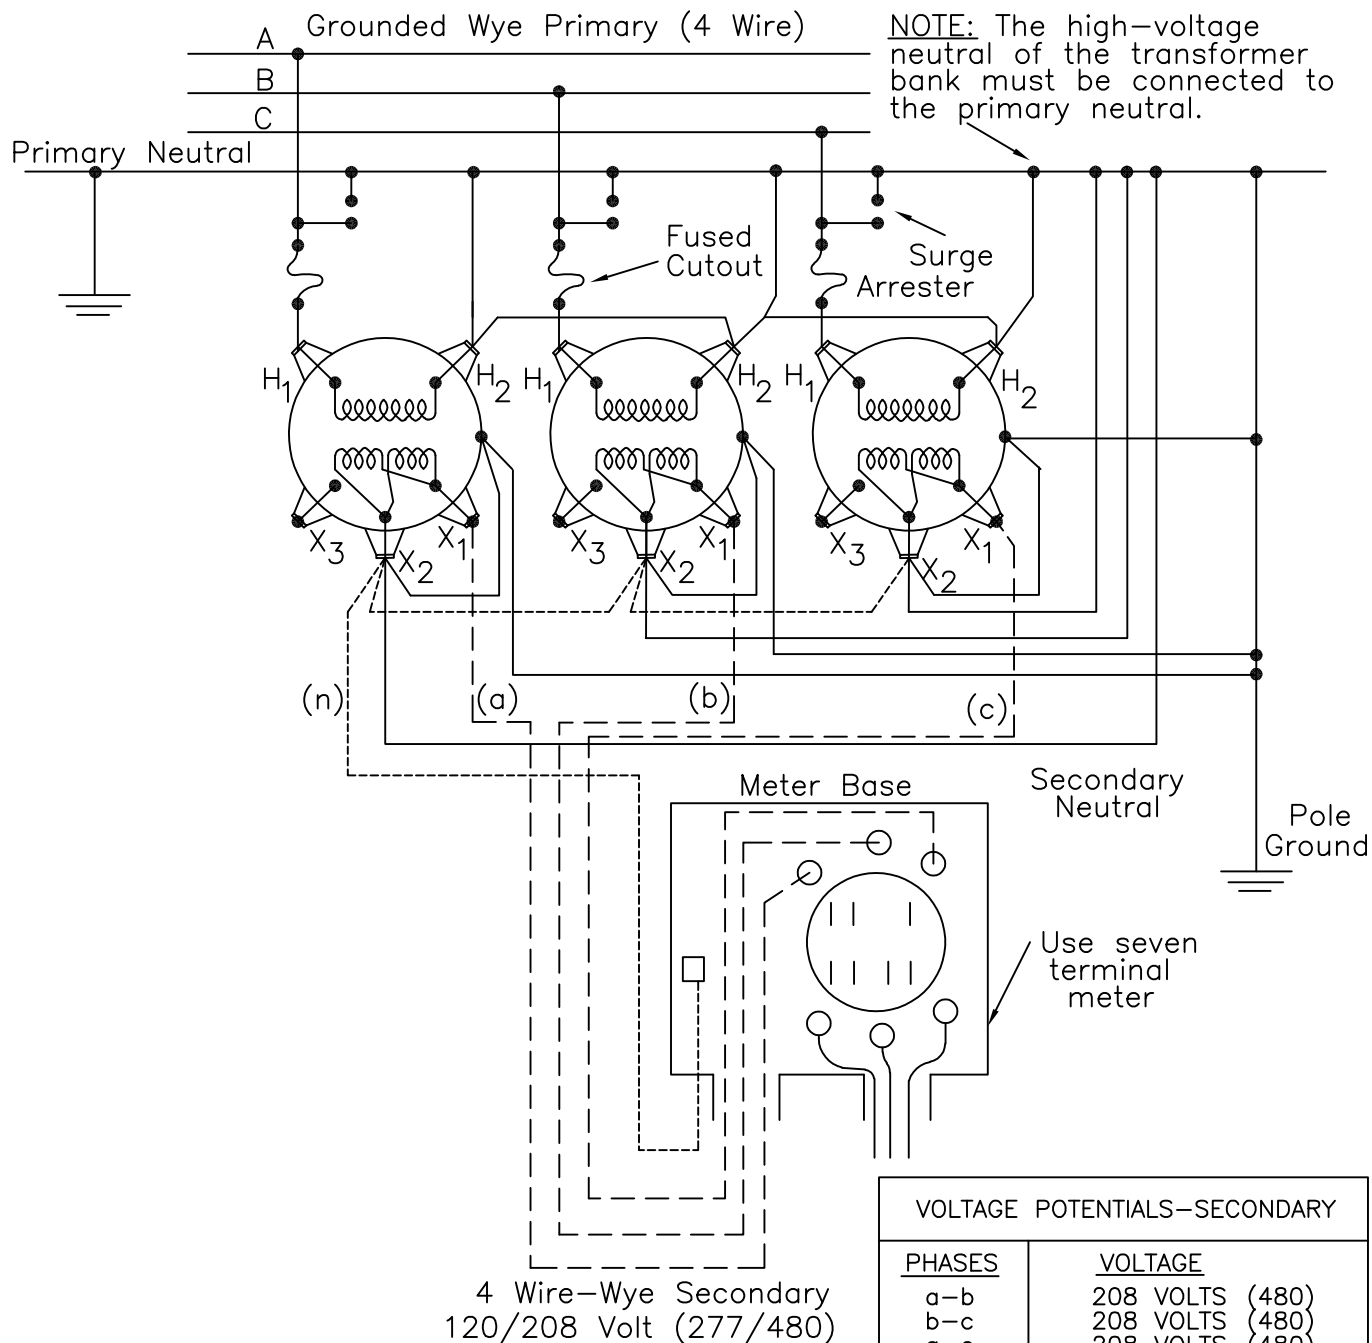 Grounded Wye Primary (4 Wire)
A
B
C
NOTE: The high-voltage
neutral of the transformer
bank must be connected to
the primary neutral.
Primary Neutral
Fused
Cutout
Surge
Arrester
H1
H2
H1
H2
H1
H2
X3
X2
X1
X3
X2
X1
X3
X2
X1
(n)
(a)
(b)
(c)
Meter Base
Secondary
Neutral
Pole
Ground
Use seven
terminal
meter
4 Wire-Wye Secondary
120/208 Volt (277/480)
VOLTAGE POTENTIALS-SECONDARY
PHASES VOLTAGE
a-b 208 VOLTS (480)
b-c 208 VOLTS (480)
a-c 208 VOLTS (480)